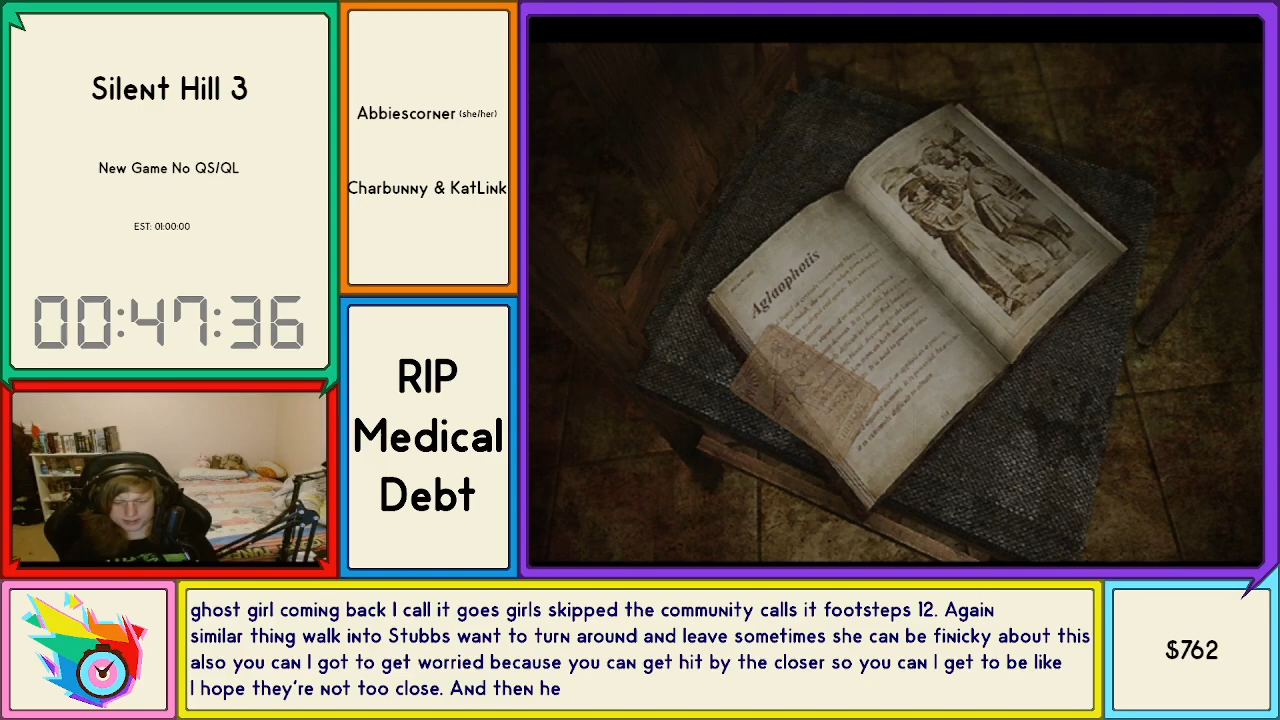 Silent Hill 3
New Game No QS/QL
EST: 01:00:00
00:47:36
Abbiescorner (she/her)
Charbunny & KatLink
RIP
Medical
Debt
Aglaophotis
ghost girl coming back I call it goes girls skipped the community calls it footsteps 12. Again
similar thing walk into Stubbs want to turn around and leave sometimes she can be finicky about this
also you can I got to get worried because you can get hit by the closer so you can I get to be like
I hope they're not too close. And then he
$762